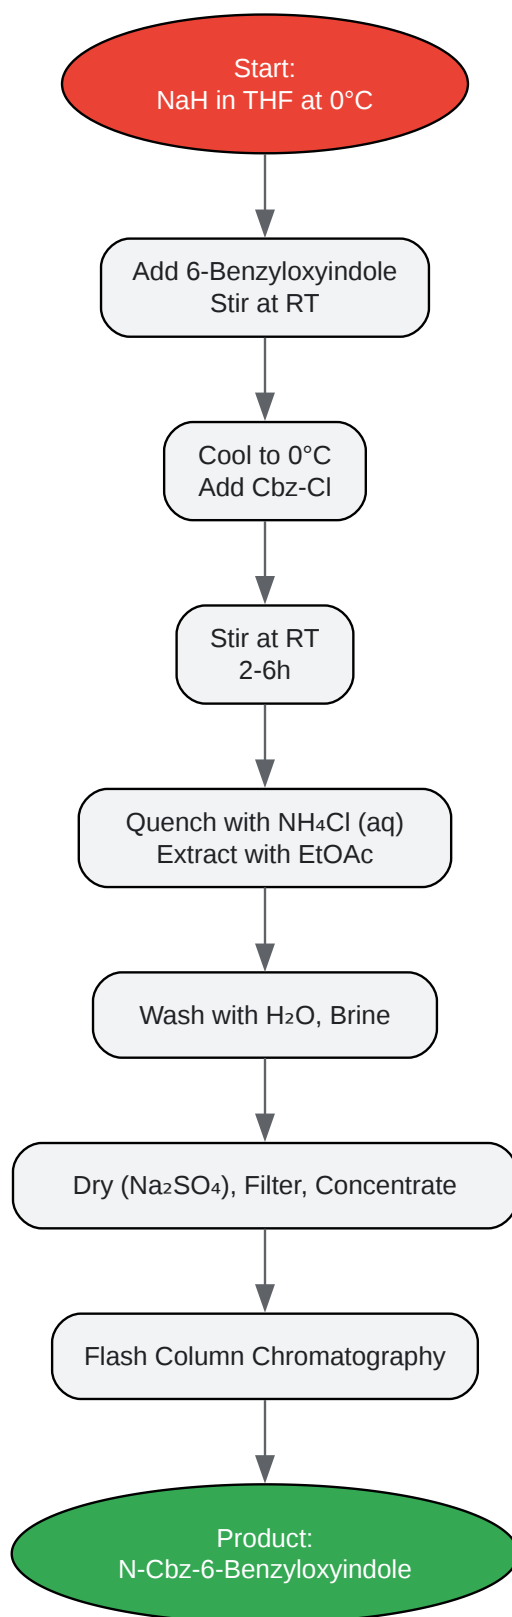 Start:
NaH in THF at 0°C
Add 6-Benzyloxyindole
Stir at RT
Cool to 0°C
Add Cbz-Cl
Stir at RT
2-6h
Quench with NH₄Cl (aq)
Extract with EtOAc
Wash with H₂O, Brine
Dry (Na₂SO₄), Filter, Concentrate
Flash Column Chromatography
Product:
N-Cbz-6-Benzyloxyindole